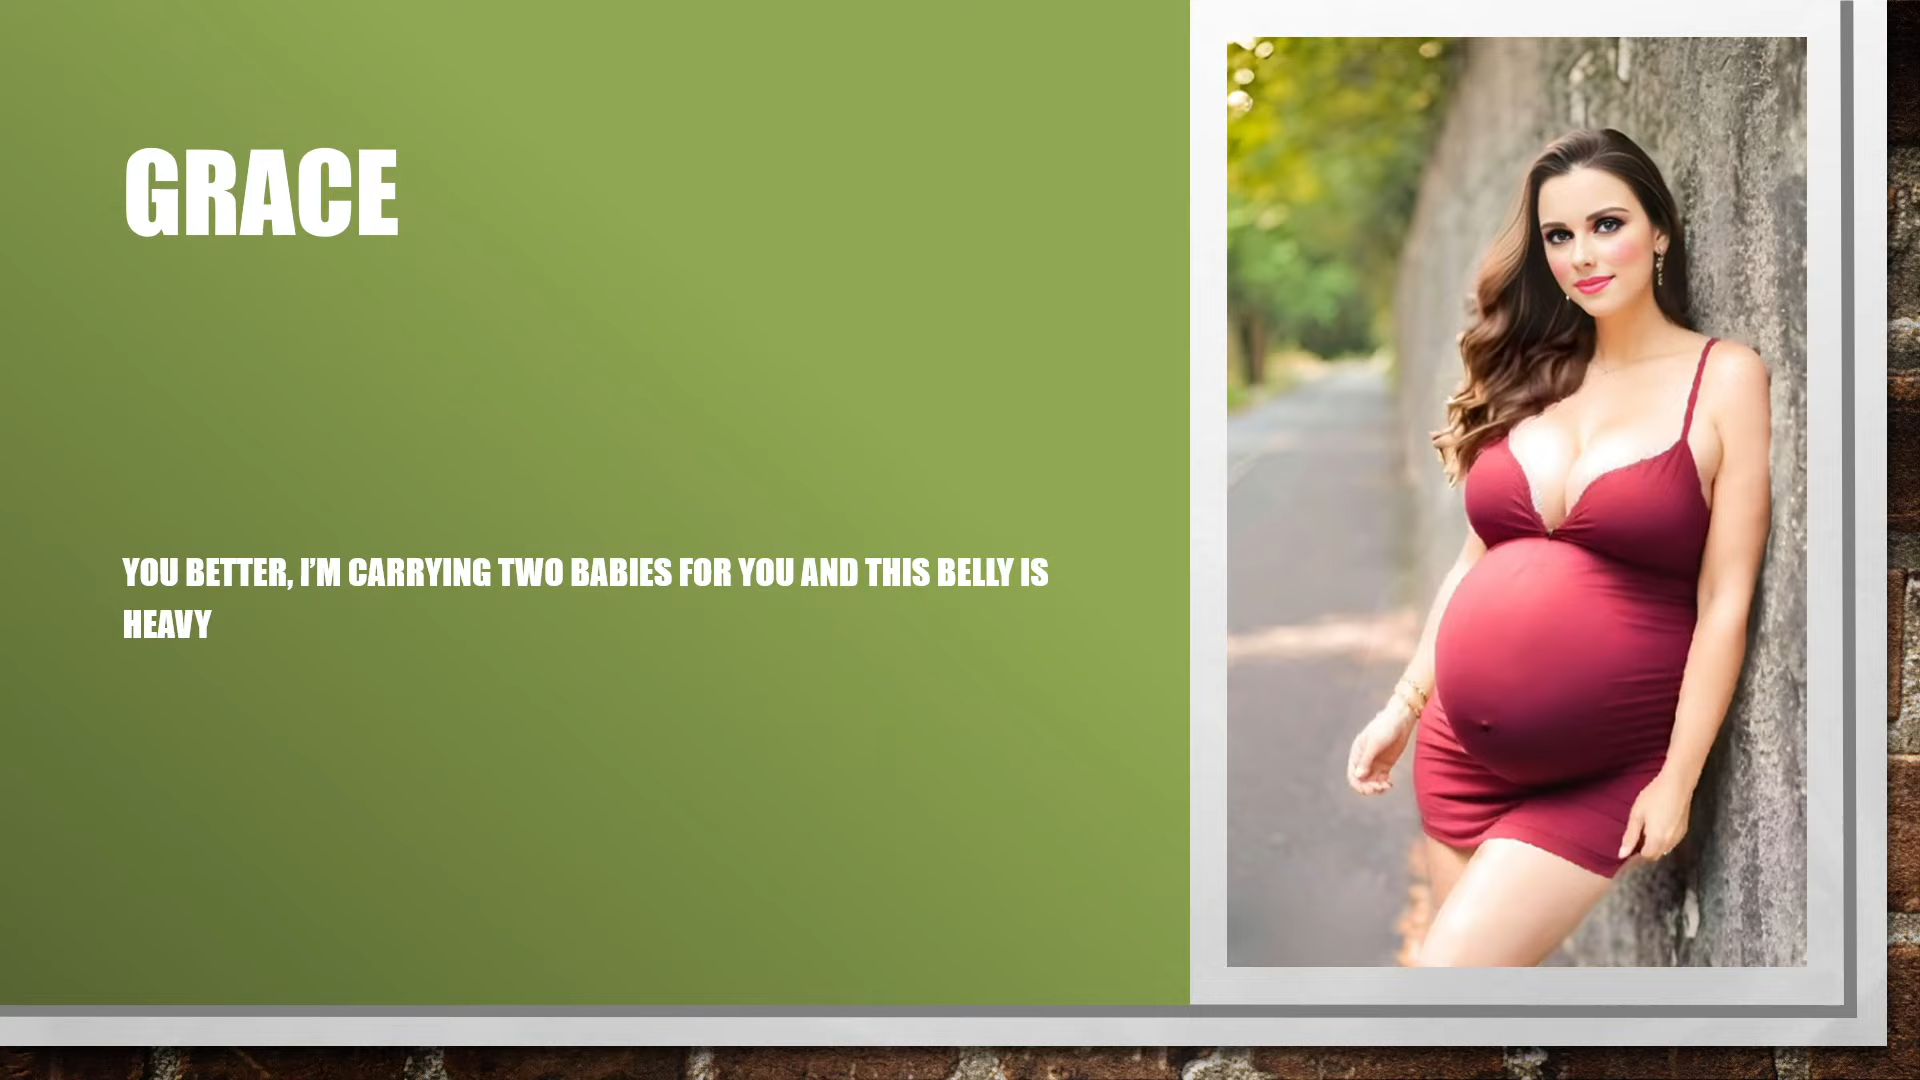 GRACE
YOU BETTER, I’M CARRYING TWO BABIES FOR YOU AND THIS BELLY IS
HEAVY